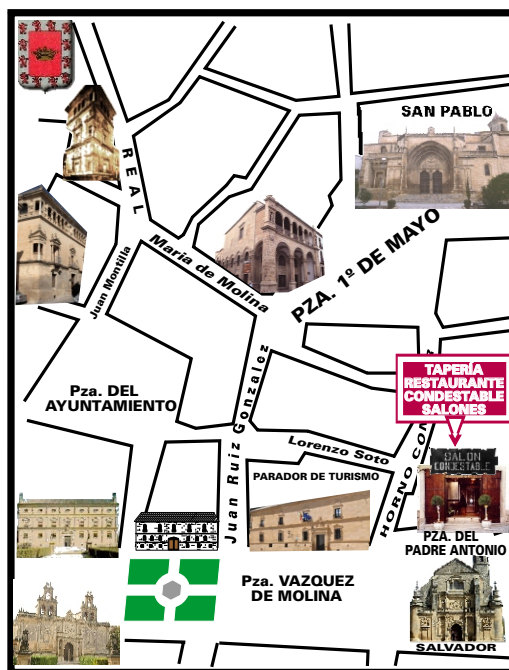 SAN PABLO
REAL
Maria de Molina
PZA. 1º DE MAYO
Juan Montilla
TAPERÍA
RESTAURANTE
CONDESTABLE
SALONES
Pza. DEL
AYUNTAMIENTO
Juan Ruiz Gonzalez
Lorenzo Soto
HORNO
SALON
CONDESTABLE
PARADOR DE TURISMO
PZA. DEL
PADRE ANTONIO
Pza. VAZQUEZ
DE MOLINA
SALVADOR